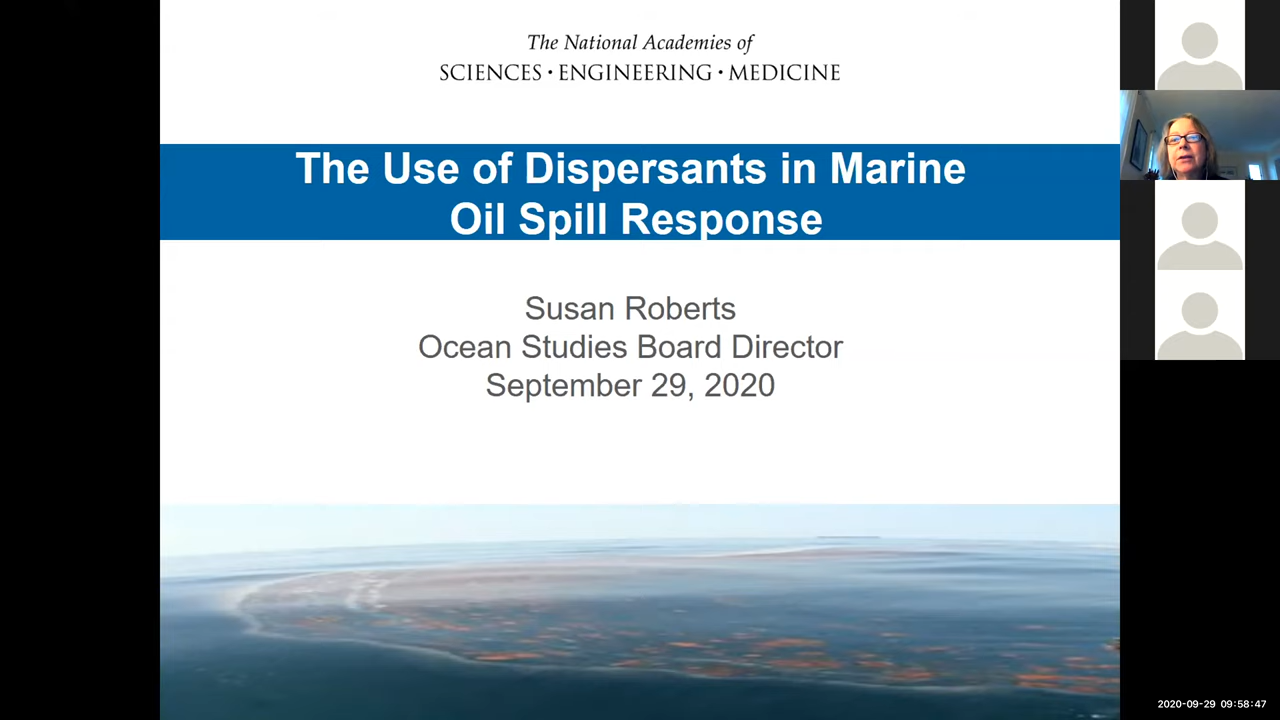 The National Academies of
SCIENCES · ENGINEERING · MEDICINE
The Use of Dispersants in Marine
Oil Spill Response
Susan Roberts
Ocean Studies Board Director
September 29, 2020
2020-09-29 09:58:47